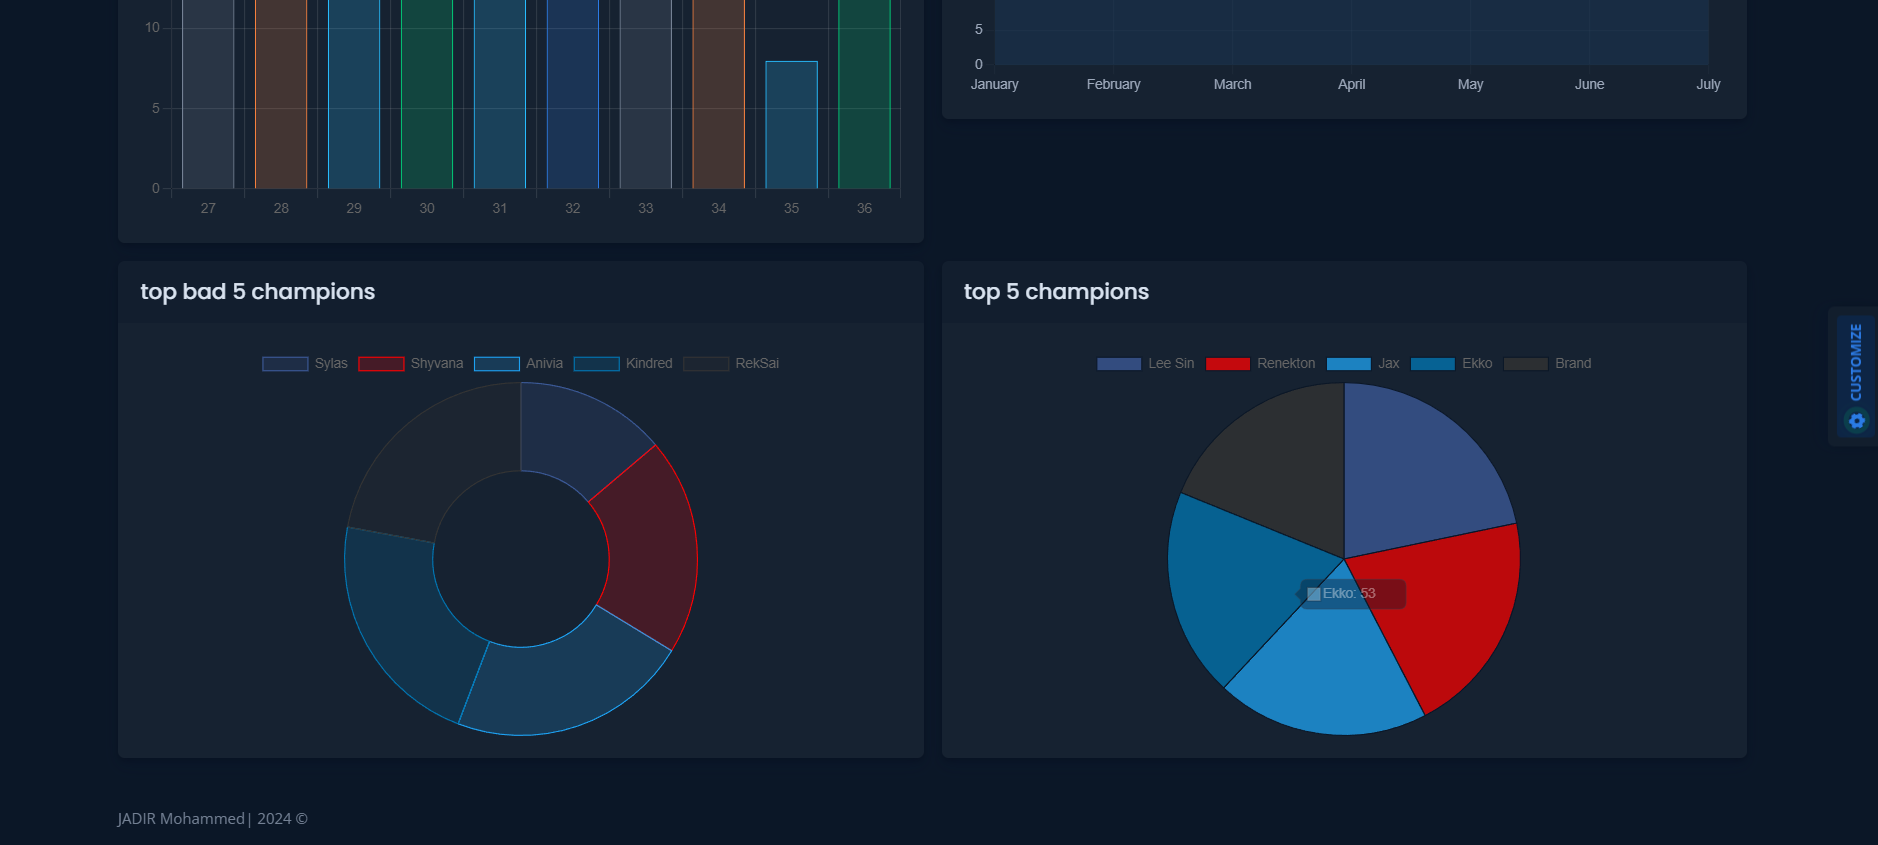 10
5
0
27 28 29 30 31 32 33 34 35 36
5
0
January February March April May June July
top bad 5 champions
Sylas Shyvana Anivia Kindred RekSai
top 5 champions
Lee Sin Renekton Jax Ekko Brand
Ekko: 53
CUSTOMIZE
JADIR Mohammed| 2024 ©